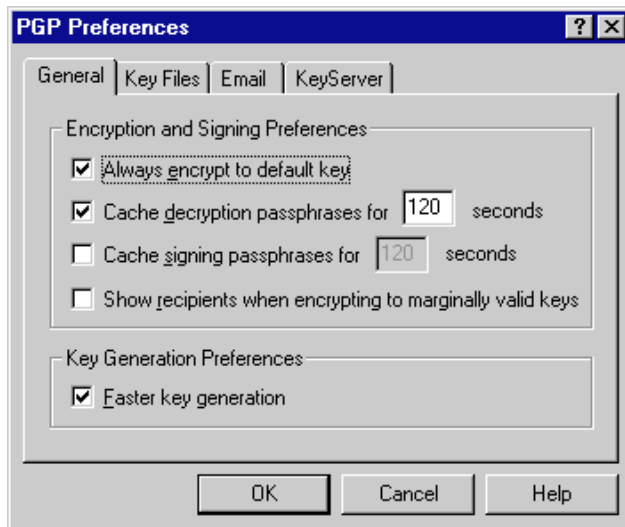 PGP Preferences
General Key Files Email KeyServer
Encryption and Signing Preferences
Always encrypt to default key
Cache decryption passphrases for 120 seconds
Cache signing passphrases for 120 seconds
Show recipients when encrypting to marginally valid keys
Key Generation Preferences
Faster key generation
OK Cancel Help